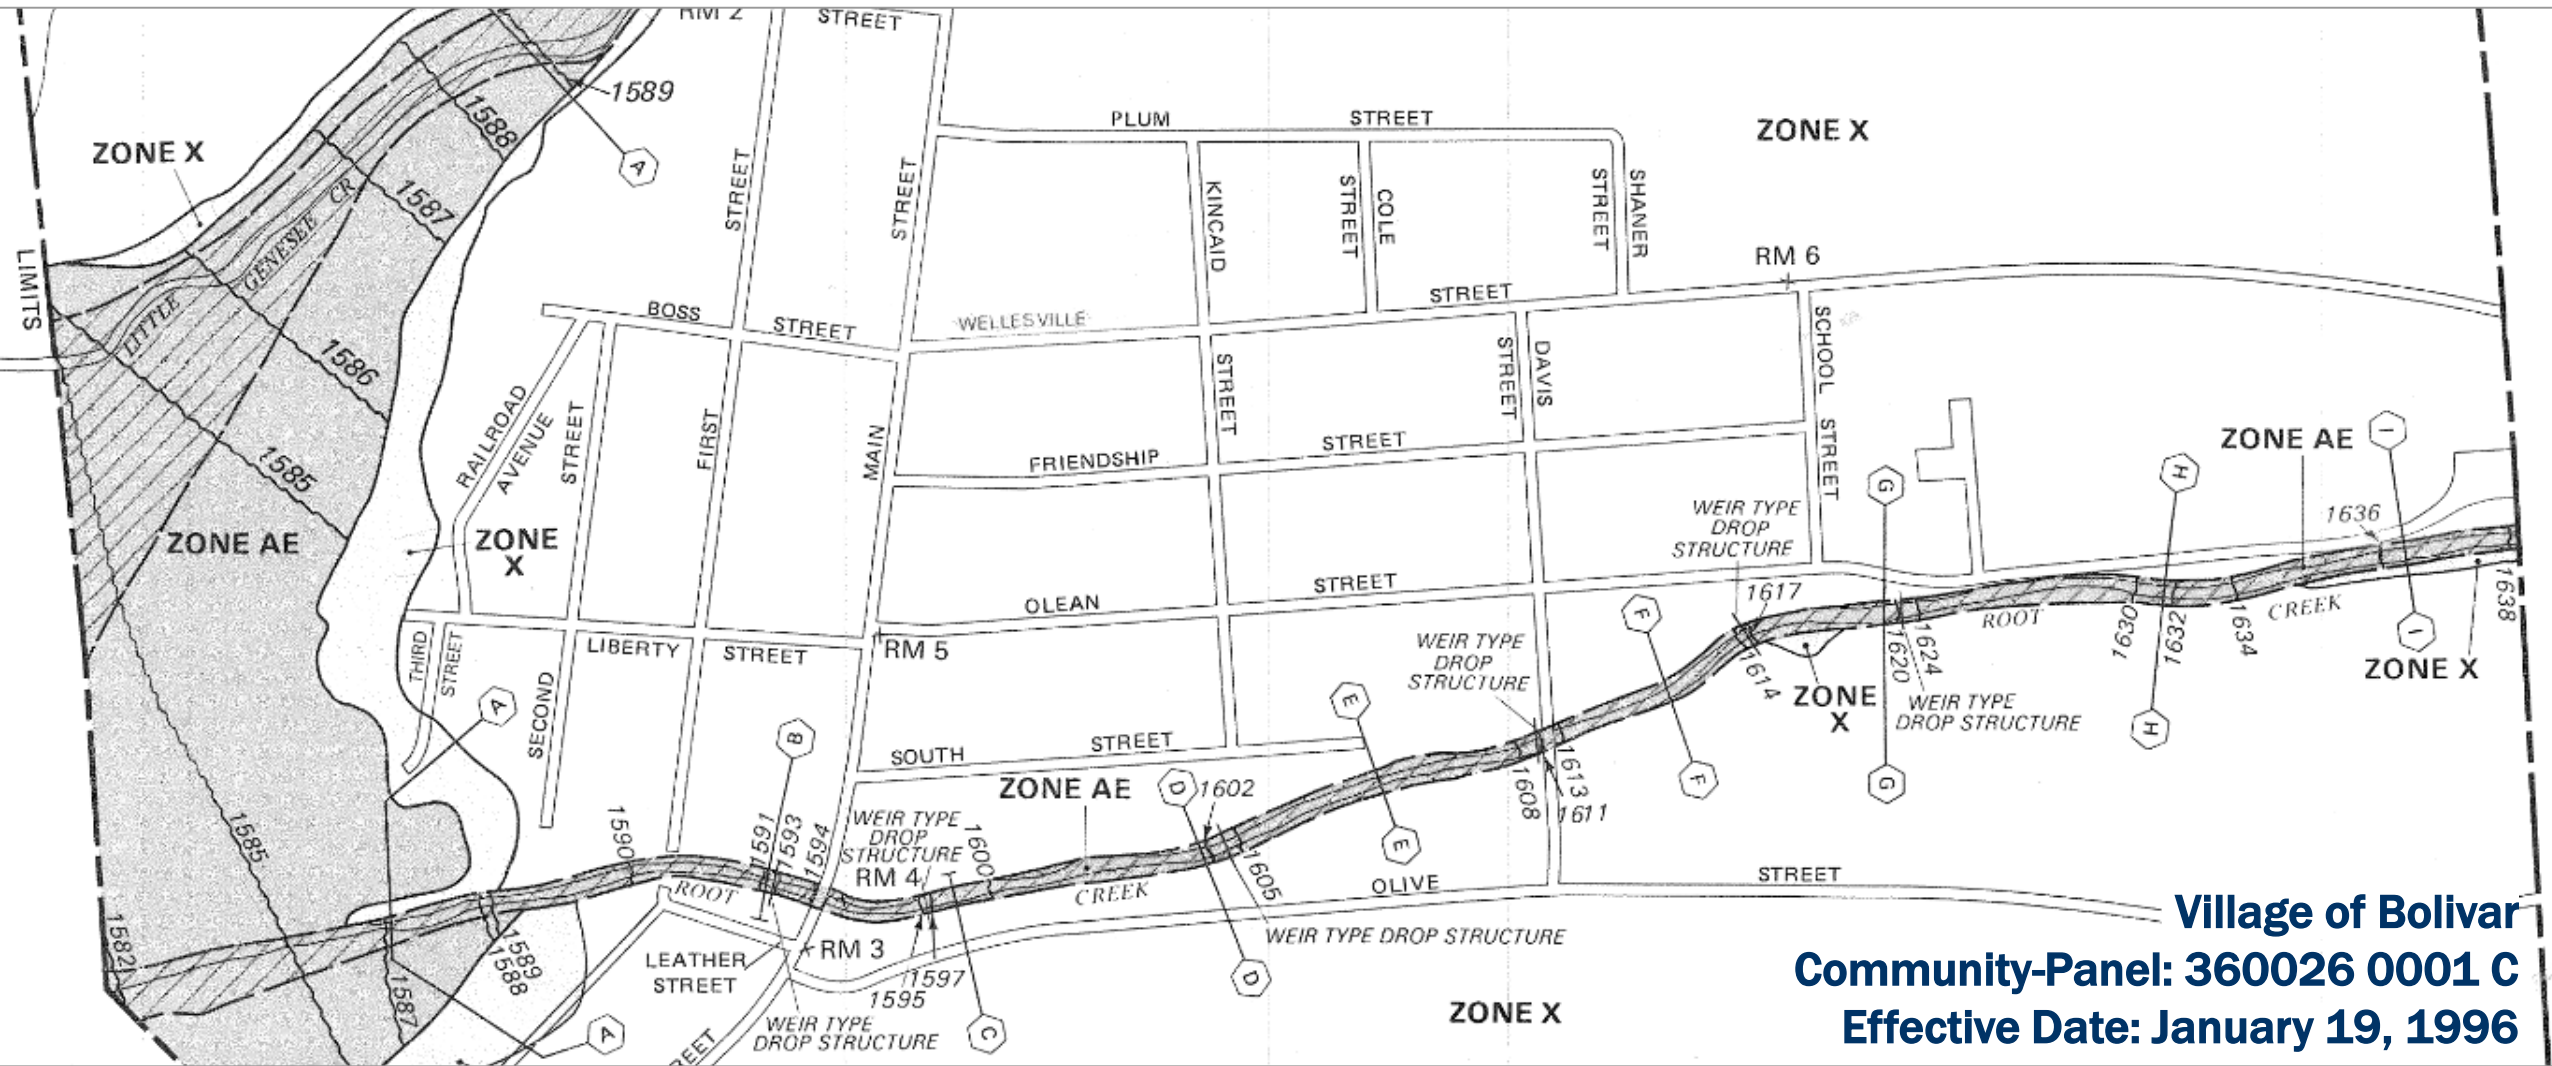 RM 2
STREET
1589
1588
A
PLUM STREET
ZONE X
ZONE X
1587
STREET
STREET
KINCAID
STREET
COLE
STREET
SHANER
LITTLE GENESEE CR
LIMITS
RM 6
BOSS STREET
WELLESVILLE STREET
1586
RAILROAD AVENUE
STREET
FIRST
MAIN
STREET
STREET
DAVIS
SCHOOL STREET
1585
FRIENDSHIP STREET
ZONE AE
I
G
H
ZONE AE
ZONE
X
WEIR TYPE
DROP
STRUCTURE
1636
OLEAN STREET
1617
F
ROOT CREEK
1638
THIRD STREET
LIBERTY STREET
RM 5
WEIR TYPE
DROP
STRUCTURE
1614
1620
1624
1630
1632
1634
I
ZONE X
SECOND
A
B
E
ZONE
X
WEIR TYPE
DROP STRUCTURE
H
SOUTH STREET
ZONE AE
D
1602
1608
1613
1611
F
G
1585
1590
1591
1593
1594
WEIR TYPE
DROP
STRUCTURE
RM 4
1600
1605
E
OLIVE STREET
ROOT CREEK
1582
1589
1588
1587
LEATHER
STREET
RM 3
1595
1597
WEIR TYPE DROP STRUCTURE
D
A
WEIR TYPE
DROP STRUCTURE
C
ZONE X
Village of Bolivar
Community-Panel: 360026 0001 C
Effective Date: January 19, 1996